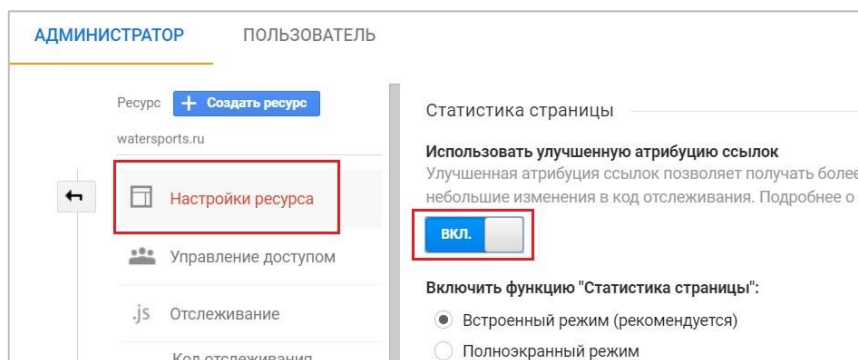 АДМИНИСТРАТОР ПОЛЬЗОВАТЕЛЬ
Ресурс + Создать ресурс
watersports.ru
Настройки ресурса
Управление доступом
.js Отслеживание
Код отслеживания
Статистика страницы
Использовать улучшенную атрибуцию ссылок
Улучшенная атрибуция ссылок позволяет получать более
небольшие изменения в код отслеживания. Подробнее о
ВКЛ.
Включить функцию "Статистика страницы":
Встроенный режим (рекомендуется)
Полноэкранный режим